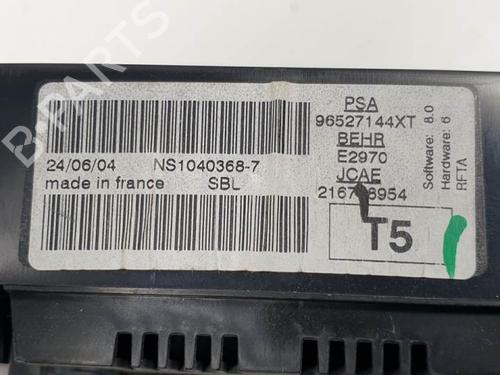 PSA
96527144XT
BEHR
E2970
JCAE
24/06/04 NS1040368-7
made in france SBL
T5
Software: 8.0
Hardware: 6
RFTA
B-PARTS